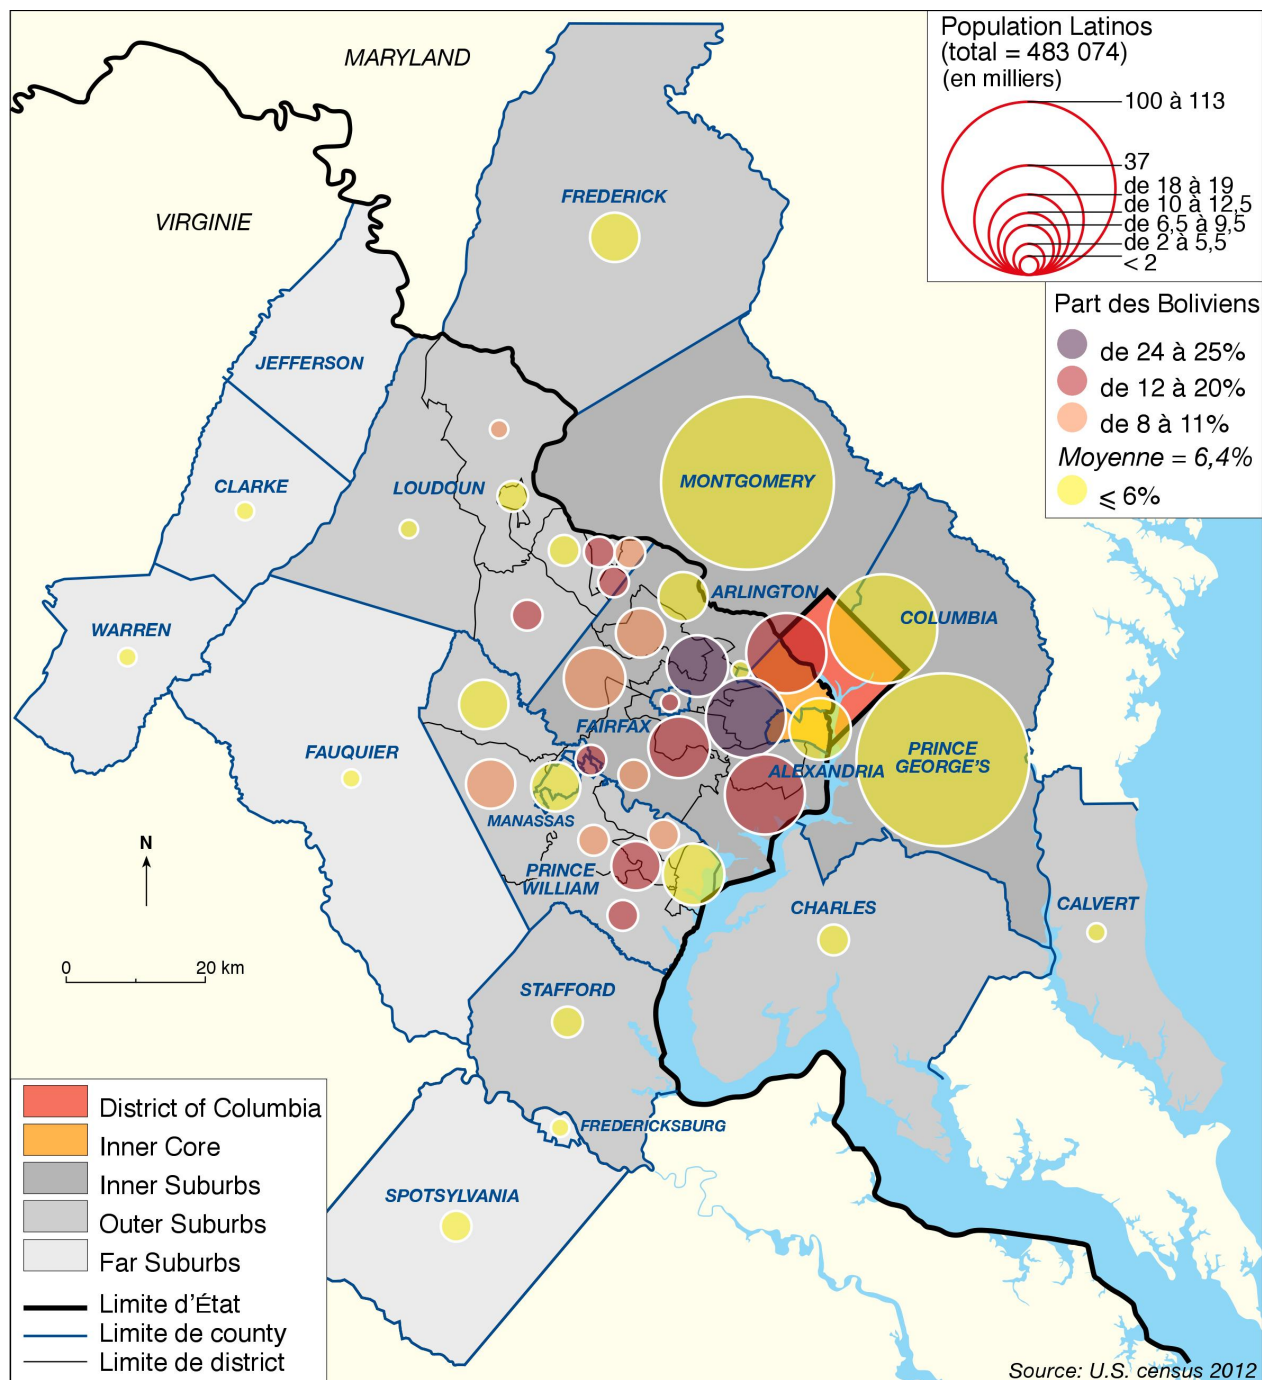 MARYLAND
VIRGINIE
Population Latinos
(total = 483 074)
(en milliers)
100 à 113
37
de 18 à 19
de 10 à 12,5
de 6,5 à 9,5
de 2 à 5,5
< 2
Part des Boliviens
de 24 à 25%
de 12 à 20%
de 8 à 11%
Moyenne = 6,4%
⩽ 6%
FREDERICK
JEFFERSON
CLARKE
LOUDOUN
MONTGOMERY
ARLINGTON
COLUMBIA
WARREN
FAIRFAX
FAUQUIER
PRINCE
GEORGE'S
ALEXANDRIA
MANASSAS
PRINCE
WILLIAM
CHARLES
CALVERT
STAFFORD
FREDERICKSBURG
SPOTSYLVANIA
N
0 20 km
District of Columbia
Inner Core
Inner Suburbs
Outer Suburbs
Far Suburbs
Limite d'État
Limite de county
Limite de district
Source: U.S. census 2012